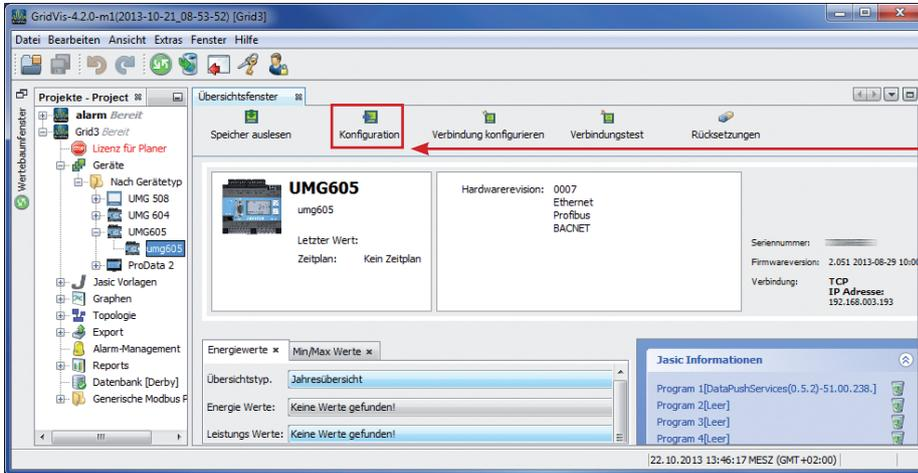 GridVis-4.2.0-m1(2013-10-21_08-53-52) [Grid3]
Datei Bearbeiten Ansicht Extras Fenster Hilfe
Wertebaumfenster
Projekte - Project
alarm Bereit
Grid3 Bereit
Lizenz für Planer
Geräte
Nach Gerätetyp
UMG 508
UMG 604
UMG605
umg605
ProData 2
Jasic Vorlagen
Graphen
Topologie
Export
Alarm-Management
Reports
Datenbank [Derby]
Generische Modbus P
Übersichtsfenster
Speicher auslesen Konfiguration Verbindung konfigurieren Verbindungstest Rücksetzungen
UMG605
umg605
Letzter Wert:
Zeitplan: Kein Zeitplan
Hardwarerevision: 0007
Ethernet
Profibus
BACNET
Seriennummer:
Firmwareversion: 2.051 2013-08-29 10:00
Verbindung: TCP
IP Adresse:
192.168.003.193
Energiewerte Min/Max Werte
Übersichtstyp. Jahresübersicht
Energie Werte: Keine Werte gefunden!
Leistungs Werte: Keine Werte gefunden!
Jasic Informationen
Program 1[DataPushServices(0.5.2)-51.00.238.]
Program 2[Leer]
Program 3[Leer]
Program 4[Leer]
22.10.2013 13:46:17 MESZ (GMT+02:00)